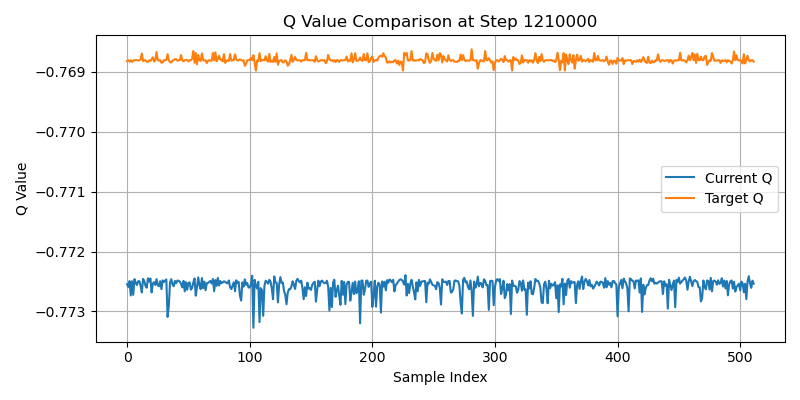 Q Value Comparison at Step 1210000
Q Value
−0.769
−0.770
−0.771
−0.772
−0.773
Current Q
Target Q
0
100
200
300
400
500
Sample Index